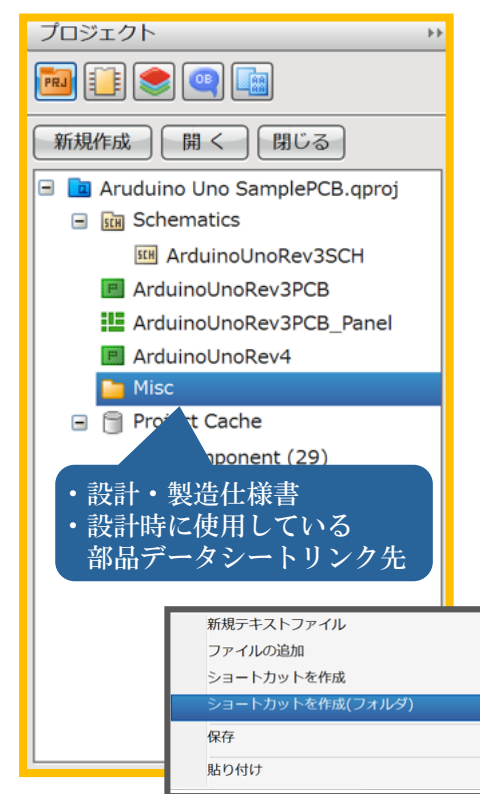 プロジェクト
PRJ
OB
AA
AA
新規作成 開く 閉じる
Aruduino Uno SamplePCB.qproj
SCH Schematics
SCH ArduinoUnoRev3SCH
ArduinoUnoRev3PCB
ArduinoUnoRev3PCB_Panel
ArduinoUnoRev4
Misc
Project Cache
ponent (29)
・設計・製造仕様書
・設計時に使用している
部品データシートリンク先
新規テキストファイル
ファイルの追加
ショートカットを作成
ショートカットを作成(フォルダ)
保存
貼り付け